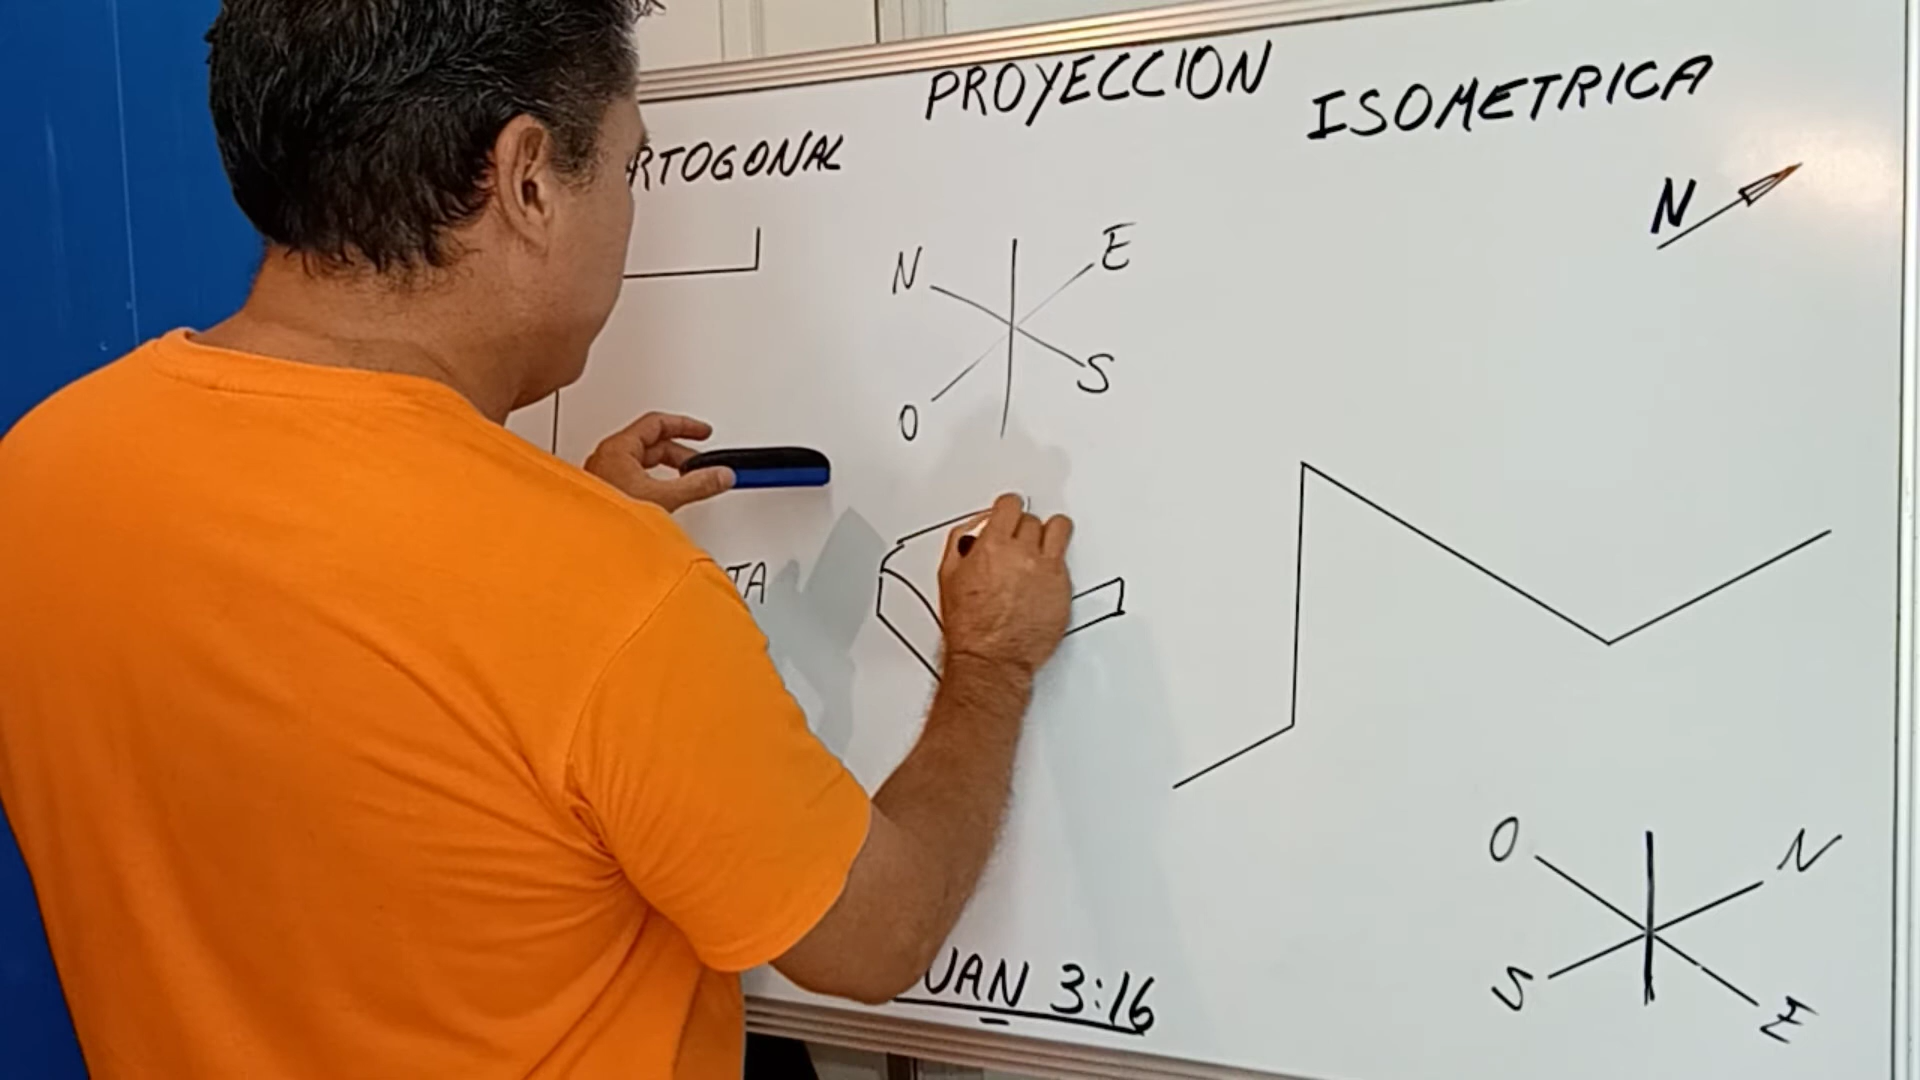 PROYECCION ISOMETRICA
RTOGONAL
N
N E
O S
TA
O N
S E
UAN 3:16